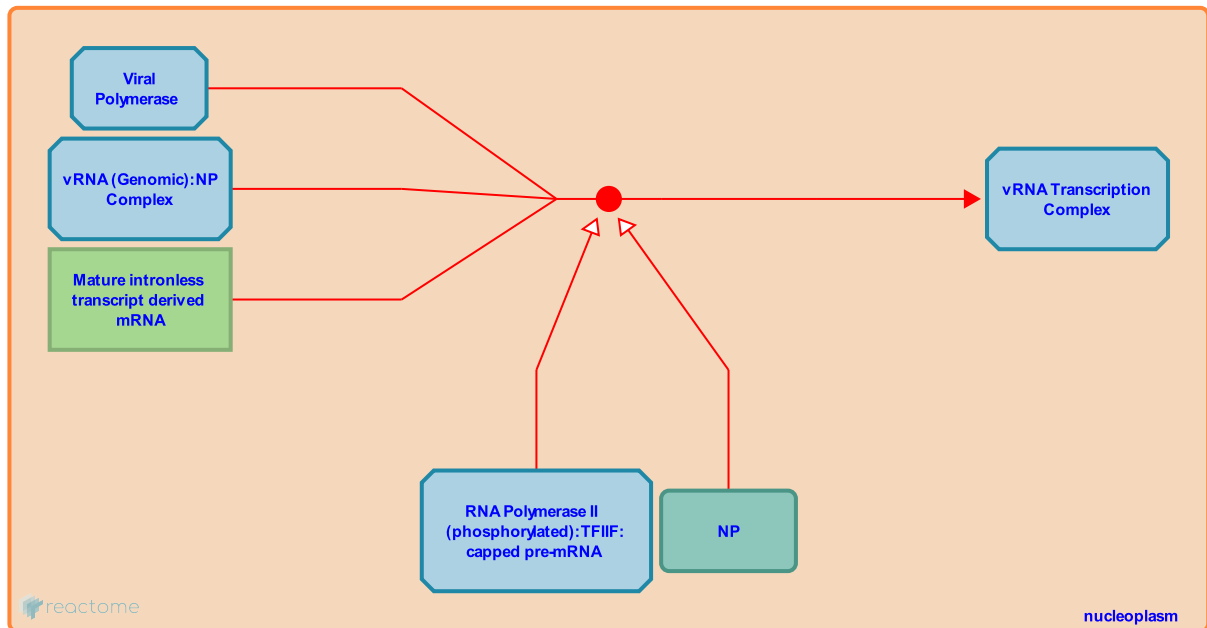 Viral
Polymerase
vRNA (Genomic):NP
Complex
Mature intronless
transcript derived
mRNA
vRNA Transcription
Complex
RNA Polymerase II
(phosphorylated):TFIIF:
capped pre-mRNA
NP
reactome
nucleoplasm